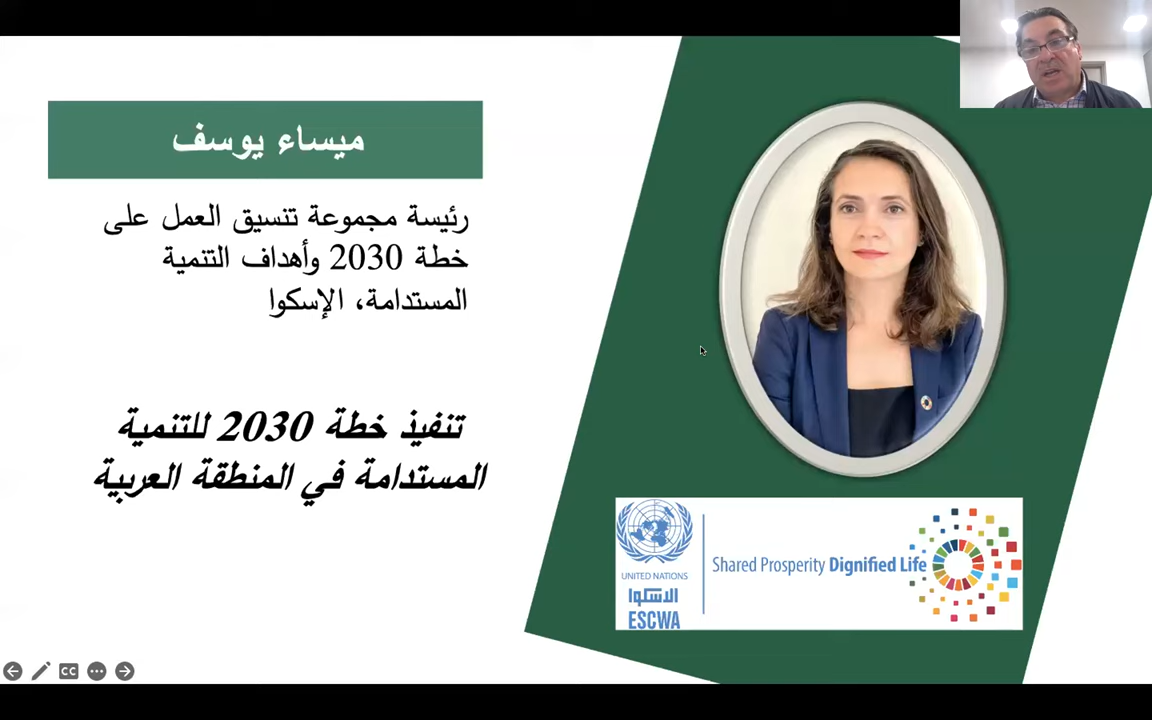 ميساء يوسف
رئيسة مجموعة تنسيق العمل على
خطة 2030 وأهداف التنمية
المستدامة، الإسكوا
تنفيذ خطة 2030 للتنمية
المستدامة في المنطقة العربية
UNITED NATIONS
الاسكوا
ESCWA
Shared Prosperity Dignified Life
CC